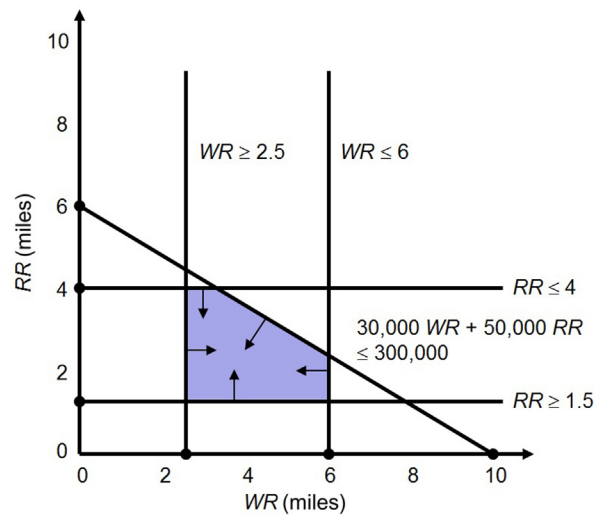 10
8
WR ≥ 2.5
WR ≤ 6
6
RR (miles)
4
RR ≤ 4
30,000 WR + 50,000 RR
≤ 300,000
2
RR ≥ 1.5
0
0
2
4
6
8
10
WR (miles)